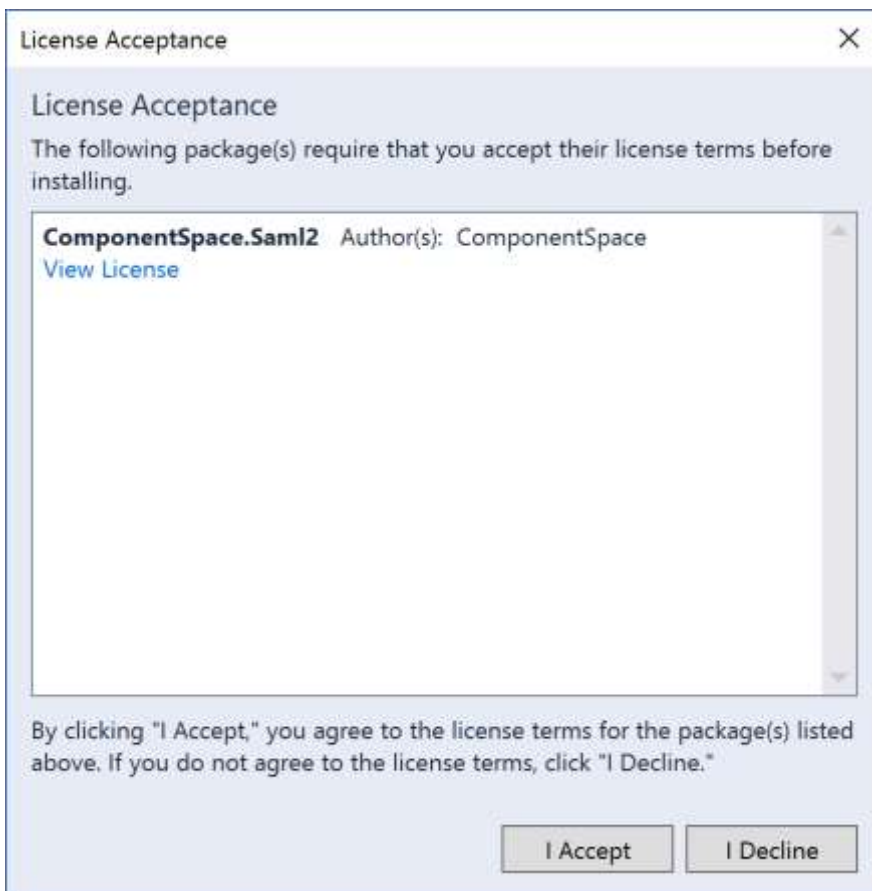 License Acceptance
License Acceptance
The following package(s) require that you accept their license terms before
installing.
ComponentSpace.Saml2 Author(s): ComponentSpace
View License
By clicking "I Accept," you agree to the license terms for the package(s) listed
above. If you do not agree to the license terms, click "I Decline."
I Accept I Decline